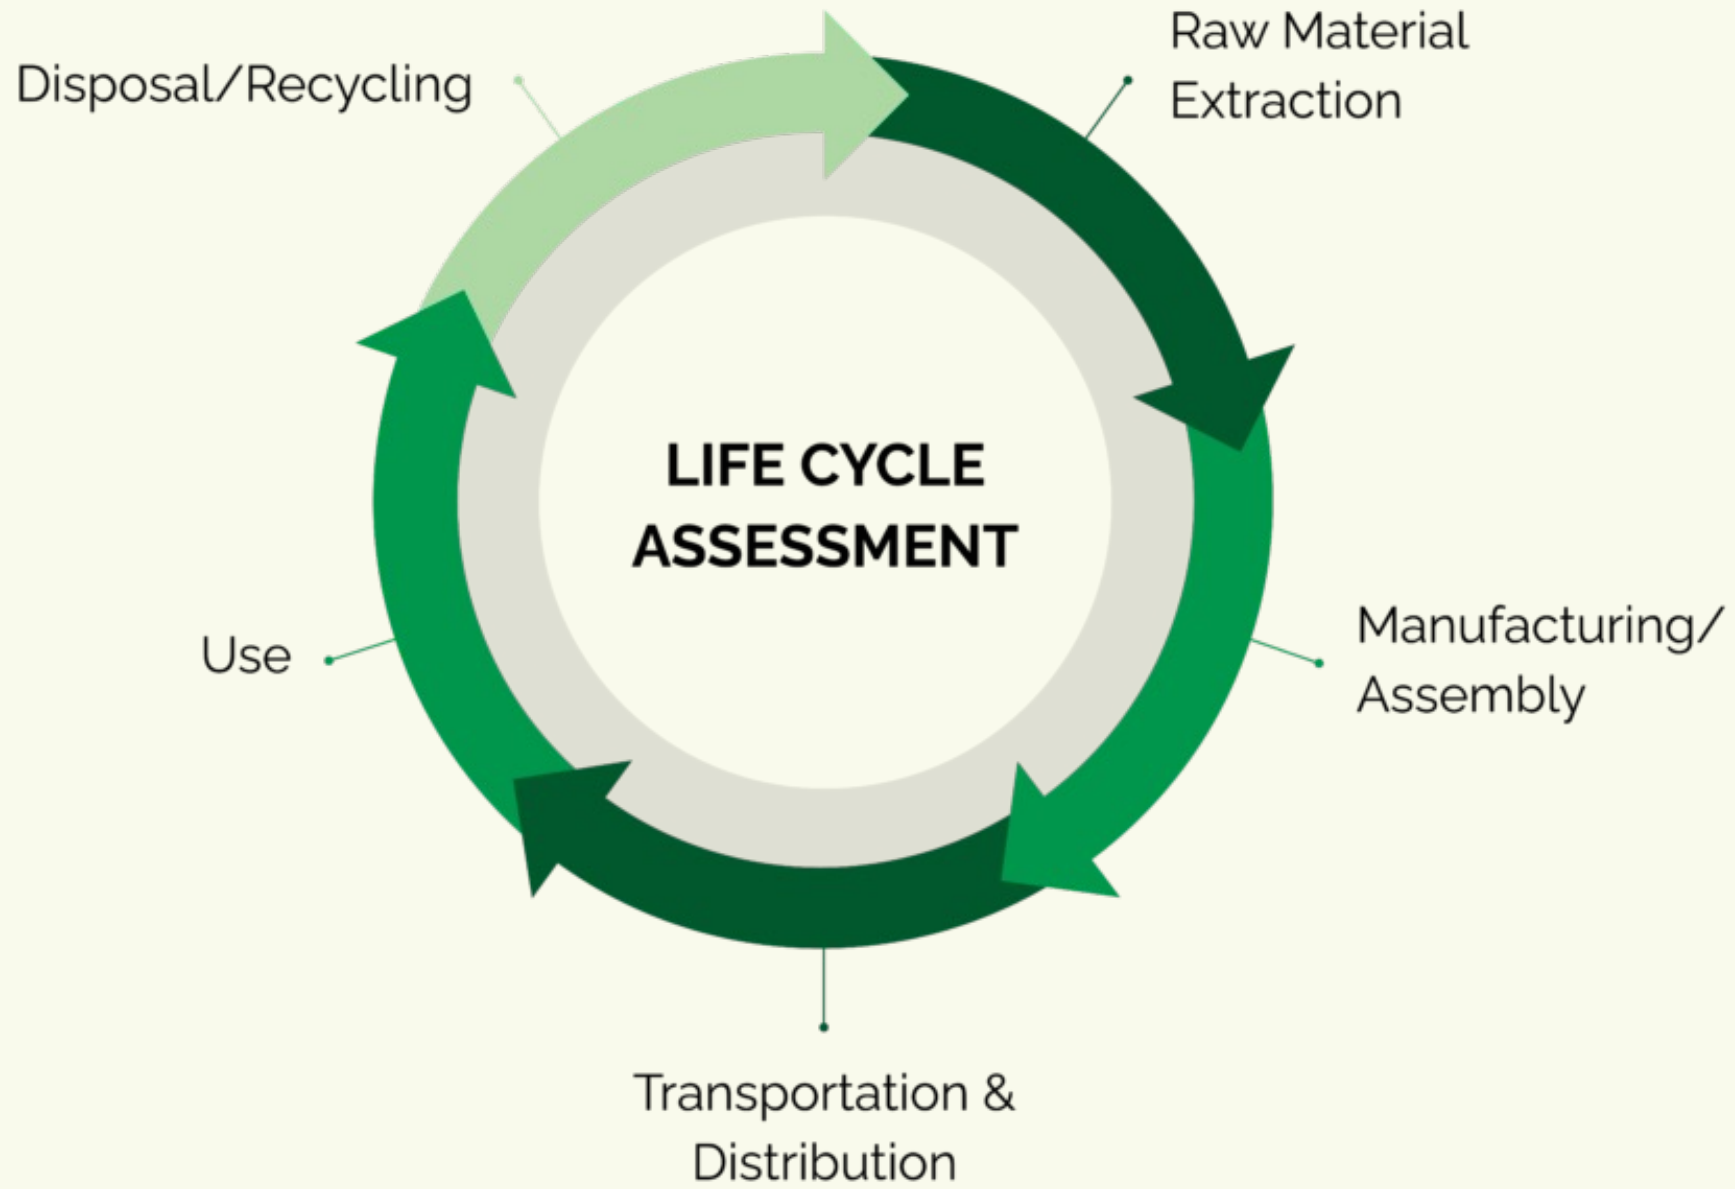 Disposal/Recycling
Raw Material
Extraction
LIFE CYCLE
ASSESSMENT
Use
Manufacturing/
Assembly
Transportation &
Distribution